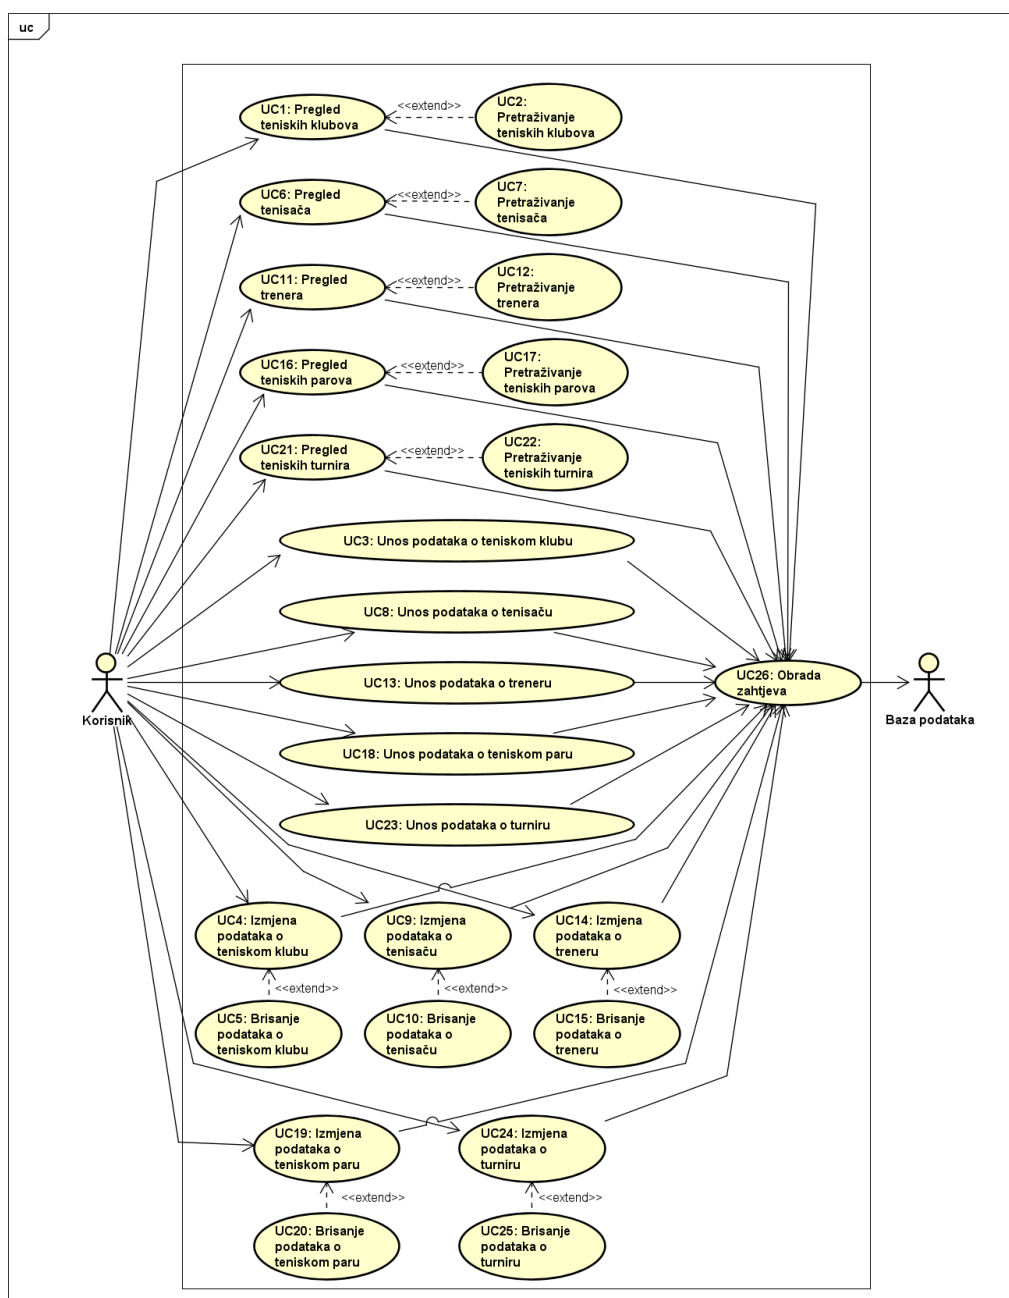 uc
UC1: Pregled
teniskih klubova
<<extend>>
UC2:
Pretraživanje
teniskih klubova
UC6: Pregled
tenisača
<<extend>>
UC7:
Pretraživanje
tenisača
UC11: Pregled
trenera
<<extend>>
UC12:
Pretraživanje
trenera
UC16: Pregled
teniskih parova
<<extend>>
UC17:
Pretraživanje
teniskih parova
UC21: Pregled
teniskih turnira
<<extend>>
UC22:
Pretraživanje
teniskih turnira
UC3: Unos podataka o teniskom klubu
UC8: Unos podataka o tenisaču
UC13: Unos podataka o treneru
UC18: Unos podataka o teniskom paru
UC23: Unos podataka o turniru
Korisnik
UC26: Obrada
zahtjeva
Baza podataka
UC4: Izmjena
podataka o
teniskom klubu
UC9: Izmjena
podataka o
tenisaču
UC14: Izmjena
podataka o
treneru
<<extend>>
<<extend>>
<<extend>>
UC5: Brisanje
podataka o
teniskom klubu
UC10: Brisanje
podataka o
tenisaču
UC15: Brisanje
podataka o
treneru
UC19: Izmjena
podataka o
teniskom paru
UC24: Izmjena
podataka o
turniru
<<extend>>
<<extend>>
UC20: Brisanje
podataka o
teniskom paru
UC25: Brisanje
podataka o
turniru